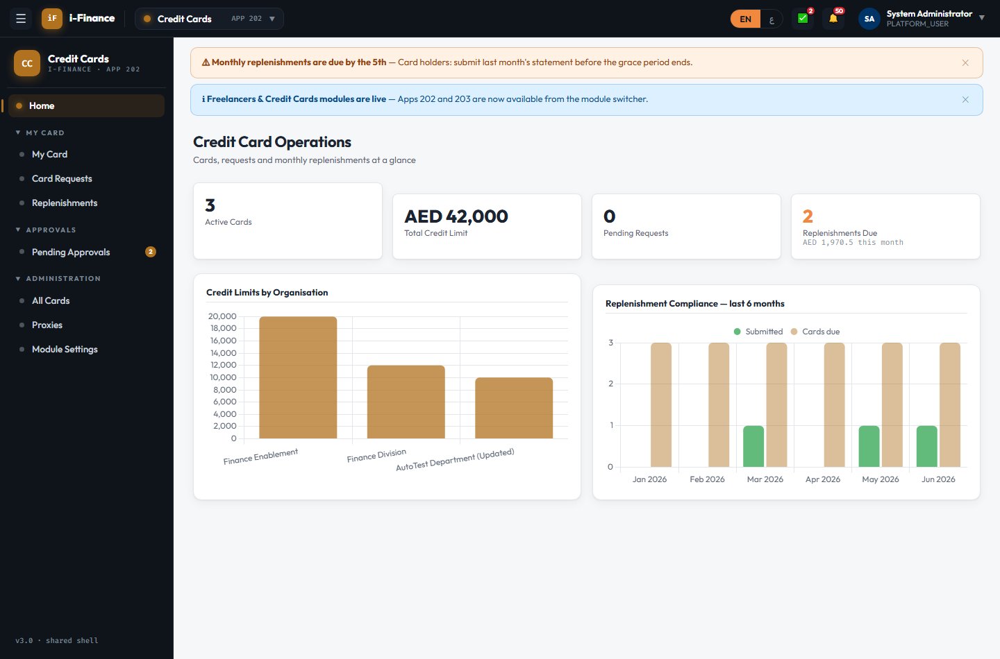 ☰ iF i-Finance Credit Cards APP 202 ▼ EN ع 2 50 SA System Administrator ▼
PLATFORM_USER
CC Credit Cards
I-FINANCE · APP 202
Home
▼ MY CARD
My Card
Card Requests
Replenishments
▼ APPROVALS
Pending Approvals 2
▼ ADMINISTRATION
All Cards
Proxies
Module Settings
v3.0 · shared shell
⚠ Monthly replenishments are due by the 5th — Card holders: submit last month's statement before the grace period ends. ×
ℹ Freelancers & Credit Cards modules are live — Apps 202 and 203 are now available from the module switcher. ×
Credit Card Operations
Cards, requests and monthly replenishments at a glance
3
Active Cards
AED 42,000
Total Credit Limit
0
Pending Requests
2
Replenishments Due
AED 1,970.5 this month
Credit Limits by Organisation
20,000
18,000
16,000
14,000
12,000
10,000
8,000
6,000
4,000
2,000
0
Finance Enablement
Finance Division
AutoTest Department (Updated)
Replenishment Compliance — last 6 months
Submitted Cards due
3
2
1
0
Jan 2026 Feb 2026 Mar 2026 Apr 2026 May 2026 Jun 2026